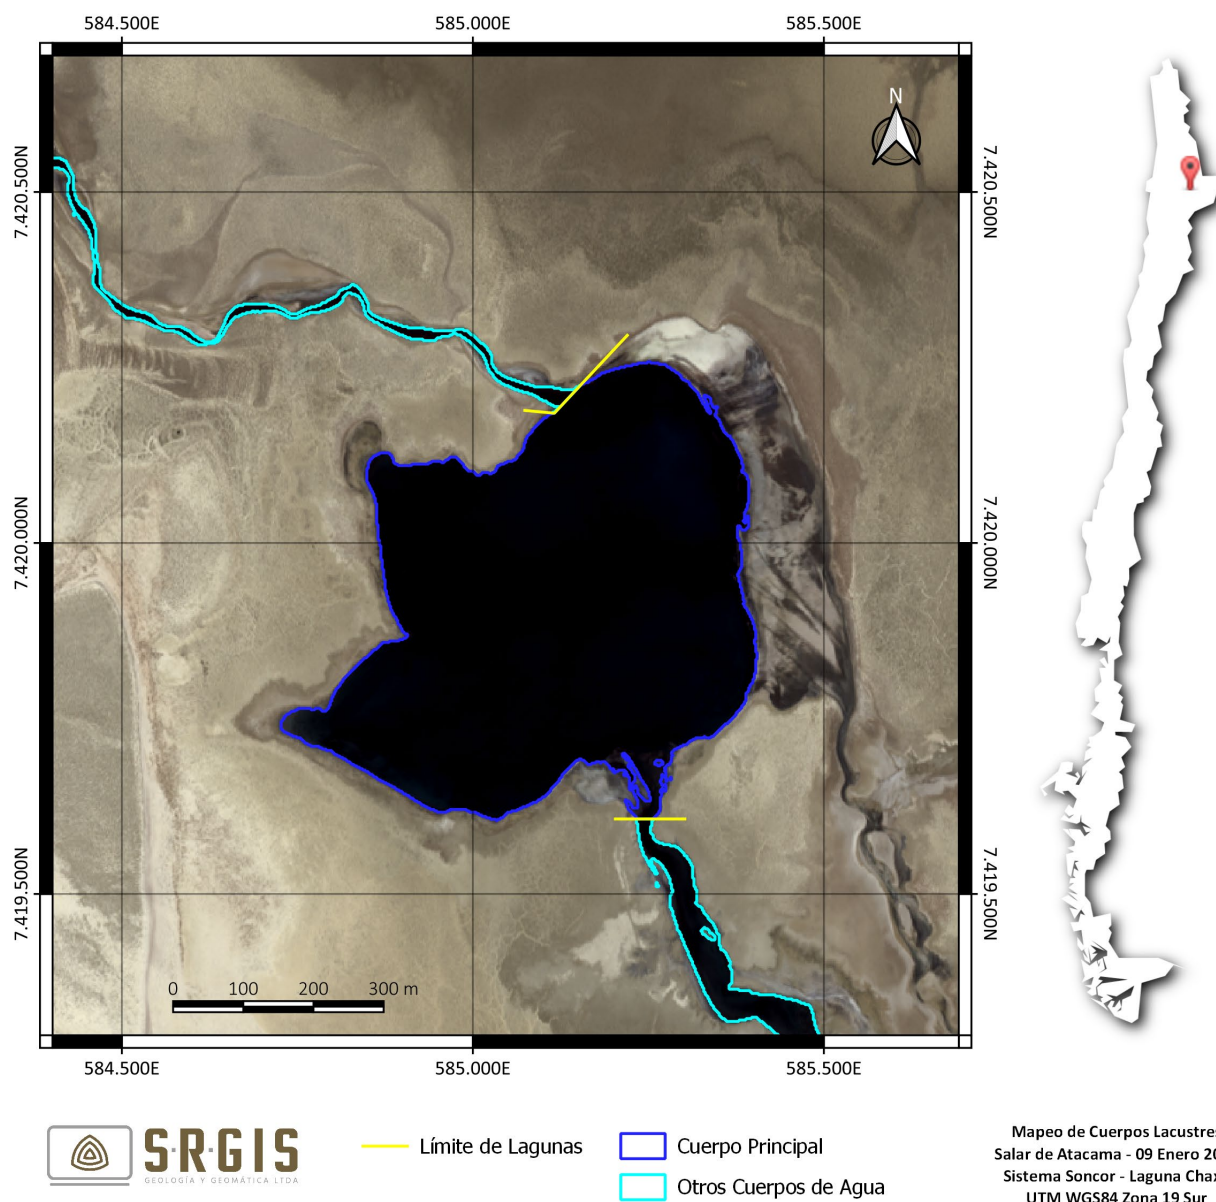 584.500E 585.000E 585.500E
N
7.420.500N 7.420.500N
7.420.000N 7.420.000N
7.419.500N 7.419.500N
0 100 200 300 m
584.500E 585.000E 585.500E
S·R·GIS
GEOLOGÍA Y GEOMÁTICA LTDA
Límite de Lagunas
Cuerpo Principal
Otros Cuerpos de Agua
Mapeo de Cuerpos Lacustres
Salar de Atacama - 09 Enero 20
Sistema Soncor - Laguna Chax
UTM WGS84 Zona 19 Sur